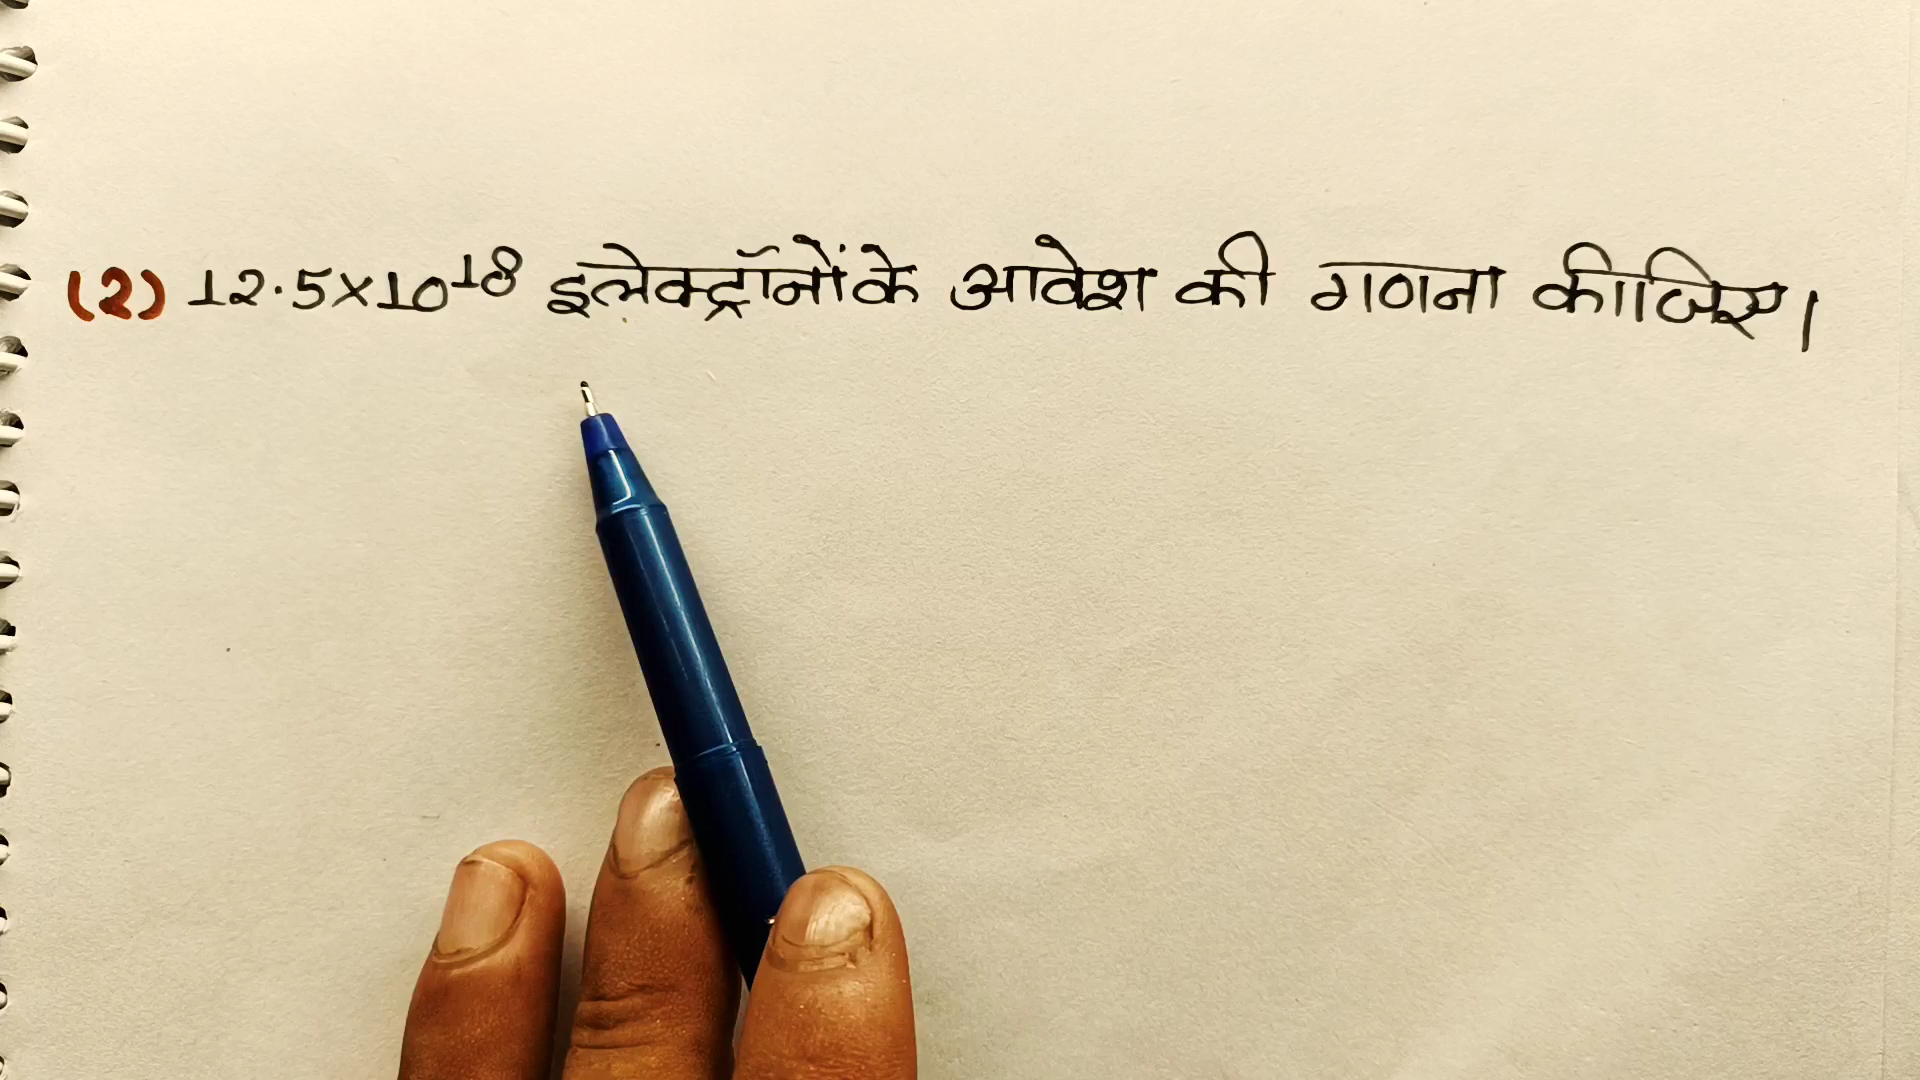 (2) 12.5×10¹⁸ इलेक्ट्रॉनों के आवेश की गणना कीजिए।